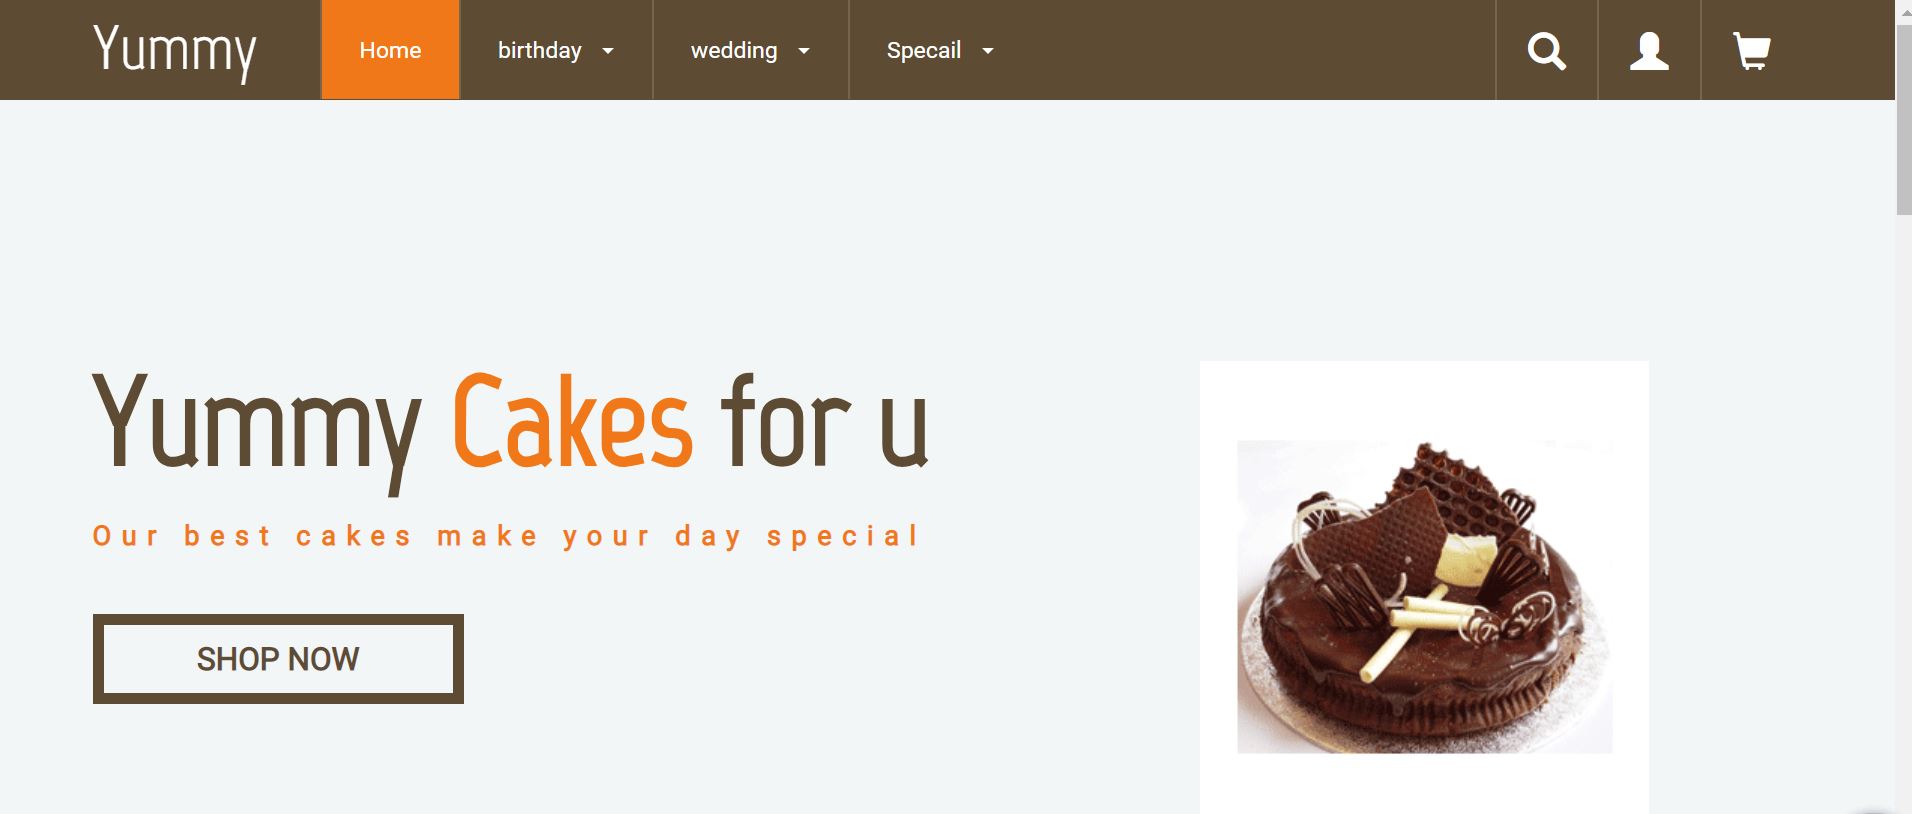 Yummy Home birthday wedding Specail
Yummy Cakes for u
Our best cakes make your day special
SHOP NOW